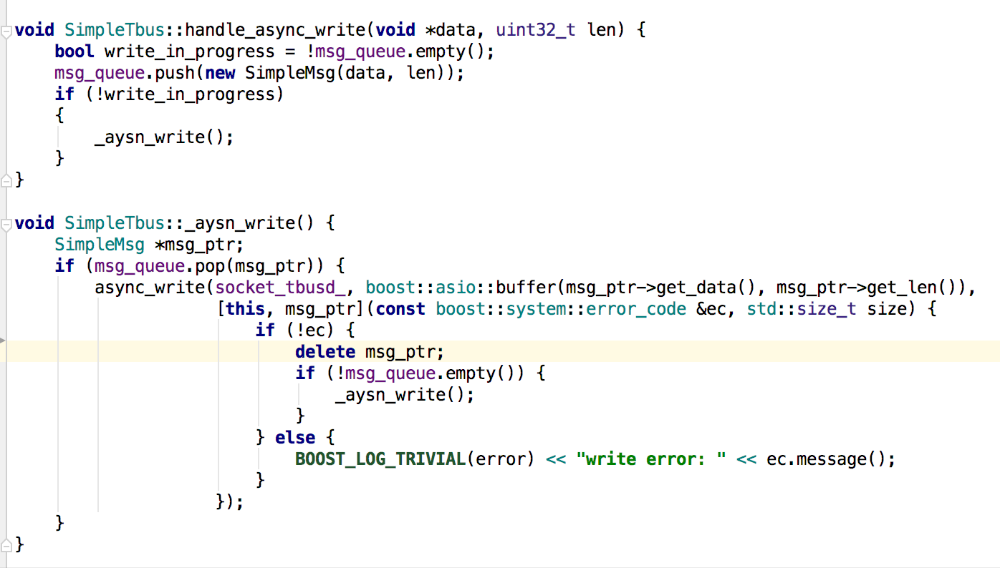 void SimpleTbus::handle_async_write(void *data, uint32_t len) {
    bool write_in_progress = !msg_queue.empty();
    msg_queue.push(new SimpleMsg(data, len));
    if (!write_in_progress)
    {
        _aysn_write();
    }
}

void SimpleTbus::_aysn_write() {
    SimpleMsg *msg_ptr;
    if (msg_queue.pop(msg_ptr)) {
        async_write(socket_tbusd_, boost::asio::buffer(msg_ptr->get_data(), msg_ptr->get_len()),
                    [this, msg_ptr](const boost::system::error_code &ec, std::size_t size) {
                        if (!ec) {
                            delete msg_ptr;
                            if (!msg_queue.empty()) {
                                _aysn_write();
                            }
                        } else {
                            BOOST_LOG_TRIVIAL(error) << "write error: " << ec.message();
                        }
                    });
    }
}